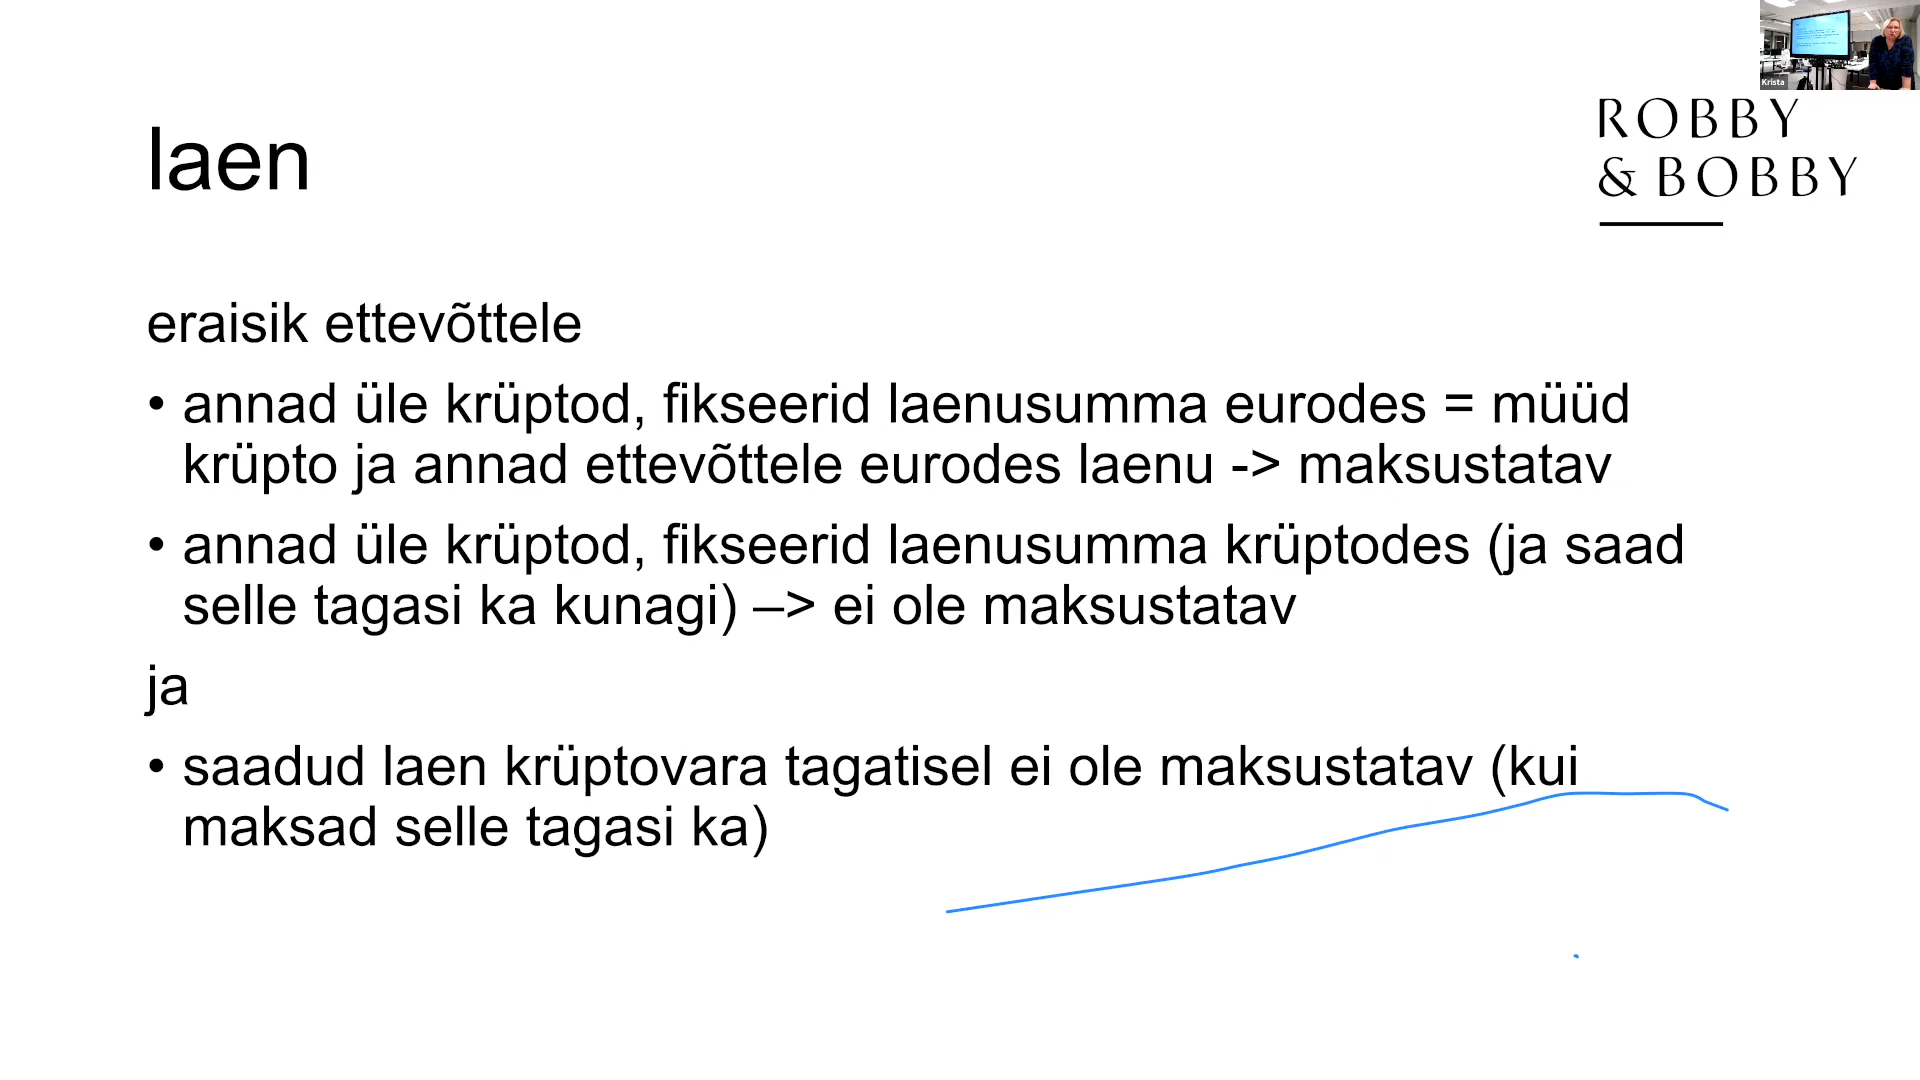 Krista
ROBBY
& BOBBY
laen
eraisik ettevõttele
• annad üle krüptod, fikseerid laenusumma eurodes = müüd
krüpto ja annad ettevõttele eurodes laenu -> maksustatav
• annad üle krüptod, fikseerid laenusumma krüptodes (ja saad
selle tagasi ka kunagi) –> ei ole maksustatav
ja
• saadud laen krüptovara tagatisel ei ole maksustatav (kui
maksad selle tagasi ka)